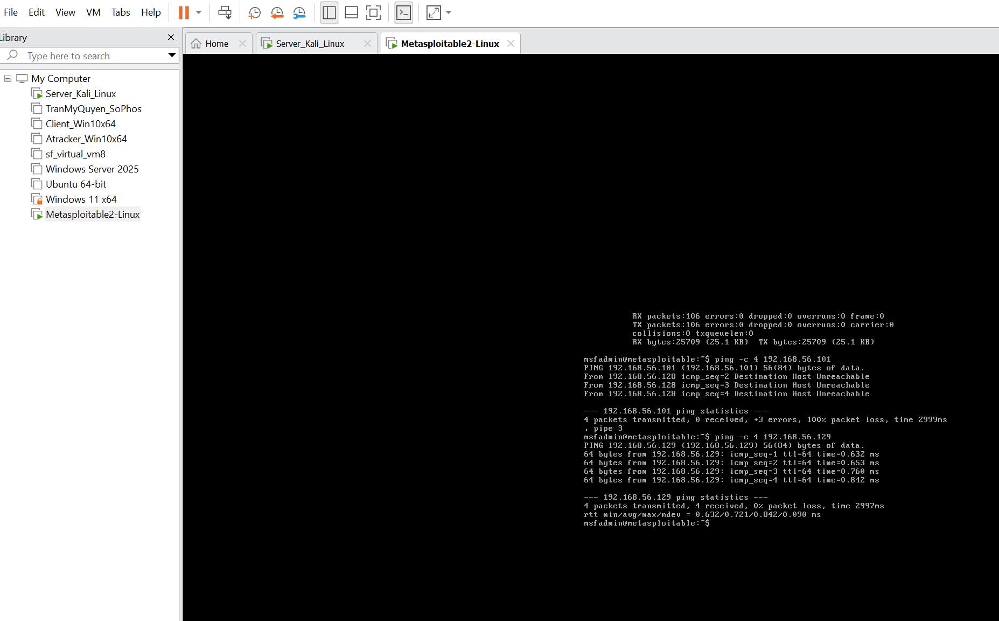 File Edit View VM Tabs Help
Library
Type here to search
My Computer
Server_Kali_Linux
TranMyQuyen_SoPhos
Client_Win10x64
Atracker_Win10x64
sf_virtual_vm8
Windows Server 2025
Ubuntu 64-bit
Windows 11 x64
Metasploitable2-Linux
Home Server_Kali_Linux Metasploitable2-Linux
RX packets:106 errors:0 dropped:0 overruns:0 frame:0
TX packets:106 errors:0 dropped:0 overruns:0 carrier:0
collisions:0 txqueuelen:0
RX bytes:25709 (25.1 KB)  TX bytes:25709 (25.1 KB)
msfadmin@metasploitable:~$ ping -c 4 192.168.56.101
PING 192.168.56.101 (192.168.56.101) 56(84) bytes of data.
From 192.168.56.128 icmp_seq=2 Destination Host Unreachable
From 192.168.56.128 icmp_seq=3 Destination Host Unreachable
From 192.168.56.128 icmp_seq=4 Destination Host Unreachable
--- 192.168.56.101 ping statistics ---
4 packets transmitted, 0 received, +3 errors, 100% packet loss, time 2999ms
, pipe 3
msfadmin@metasploitable:~$ ping -c 4 192.168.56.129
PING 192.168.56.129 (192.168.56.129) 56(84) bytes of data.
64 bytes from 192.168.56.129: icmp_seq=1 ttl=64 time=0.632 ms
64 bytes from 192.168.56.129: icmp_seq=2 ttl=64 time=0.653 ms
64 bytes from 192.168.56.129: icmp_seq=3 ttl=64 time=0.760 ms
64 bytes from 192.168.56.129: icmp_seq=4 ttl=64 time=0.842 ms
--- 192.168.56.129 ping statistics ---
4 packets transmitted, 4 received, 0% packet loss, time 2997ms
rtt min/avg/max/mdev = 0.632/0.721/0.842/0.090 ms
msfadmin@metasploitable:~$